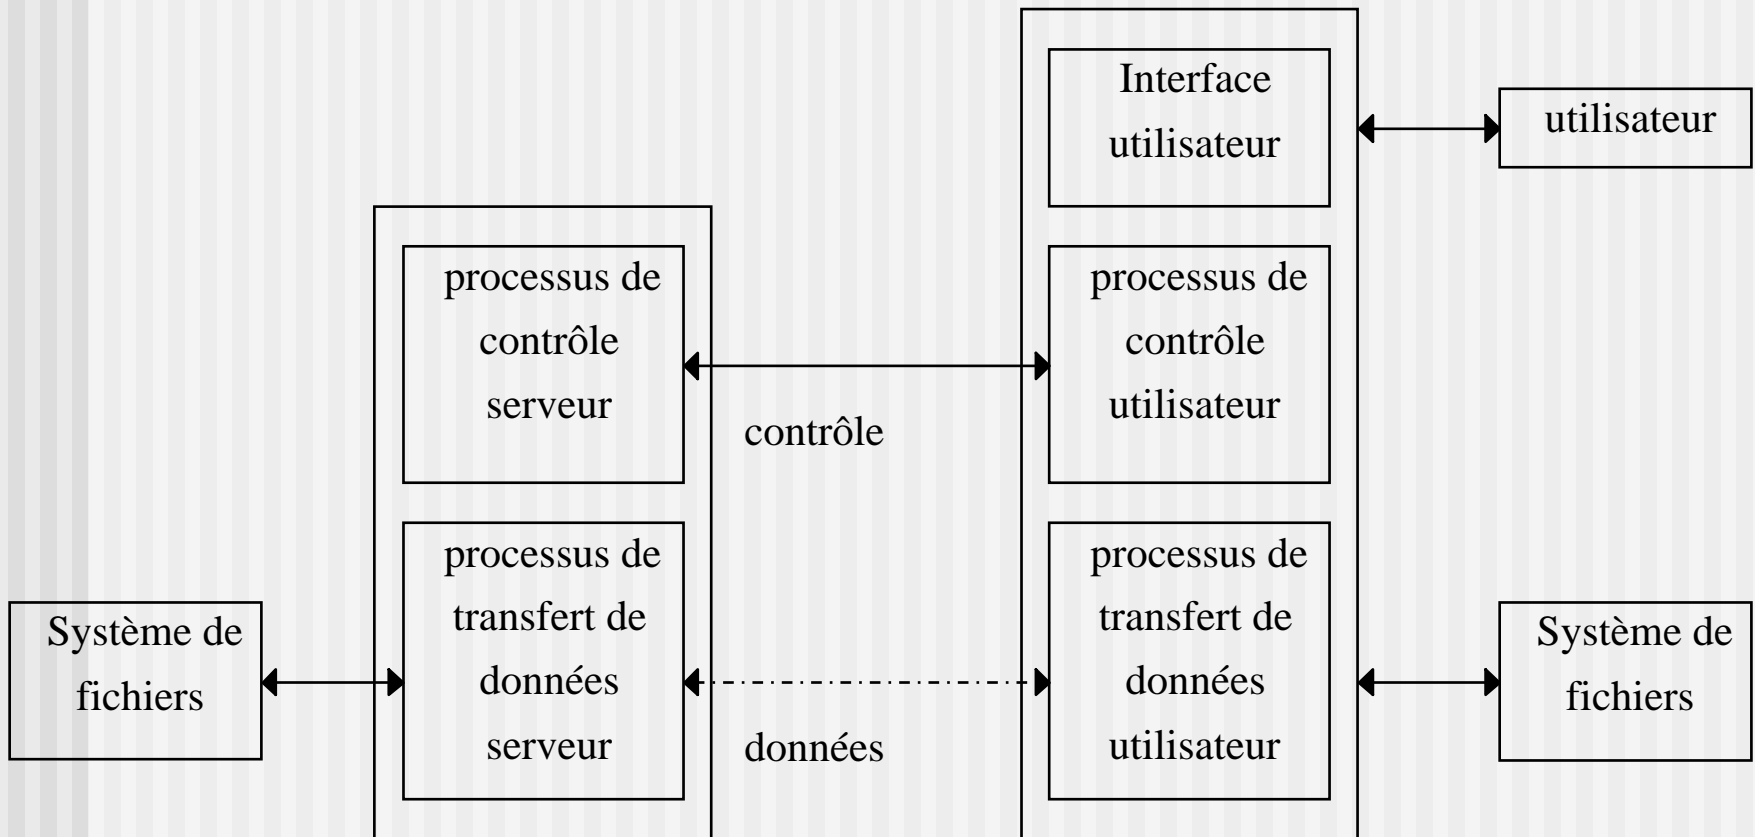 Interface
utilisateur
utilisateur
processus de
contrôle
serveur
processus de
contrôle
utilisateur
contrôle
Système de
fichiers
processus de
transfert de
données
serveur
données
processus de
transfert de
données
utilisateur
Système de
fichiers